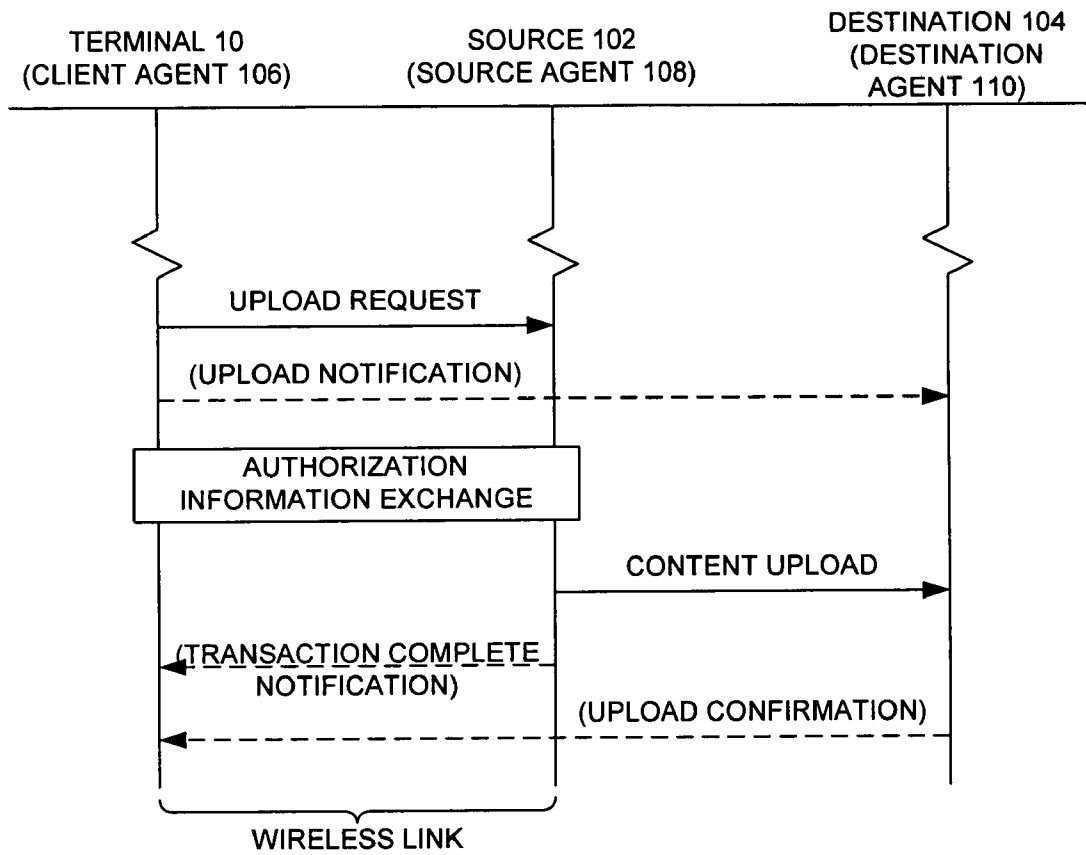 TERMINAL 10
(CLIENT AGENT 106)
SOURCE 102
(SOURCE AGENT 108)
DESTINATION 104
(DESTINATION
AGENT 110)
UPLOAD REQUEST
(UPLOAD NOTIFICATION)
AUTHORIZATION
INFORMATION EXCHANGE
CONTENT UPLOAD
(TRANSACTION COMPLETE
NOTIFICATION)
(UPLOAD CONFIRMATION)
WIRELESS LINK